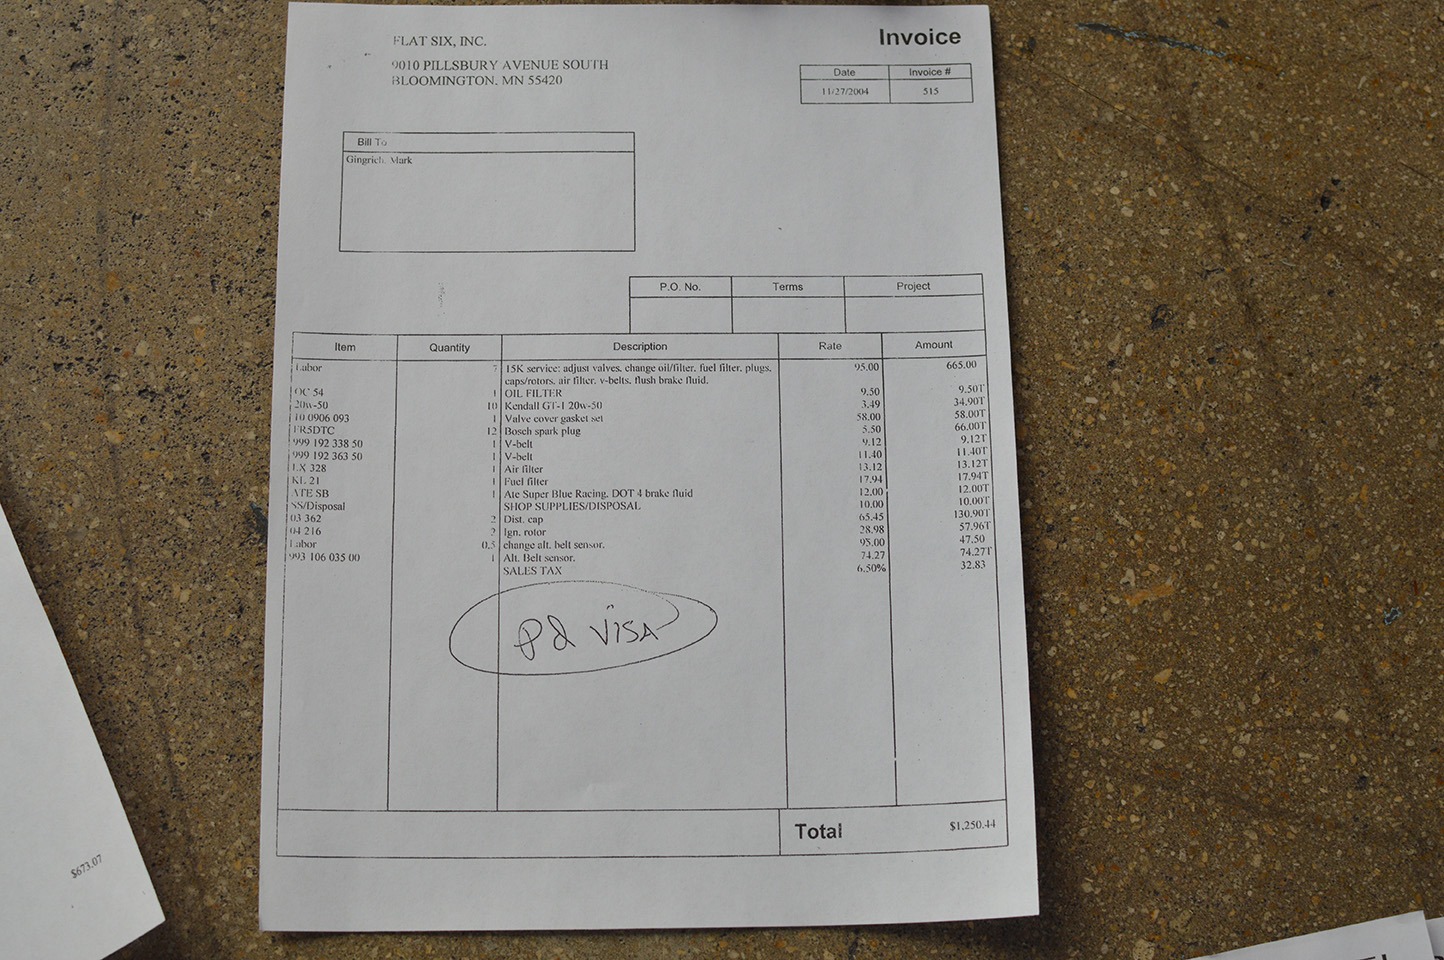 FLAT SIX, INC.
9010 PILLSBURY AVENUE SOUTH
BLOOMINGTON, MN 55420
Invoice
Date Invoice #
11/27/2004 515
Bill To
Gingrich, Mark
P.O. No. Terms Project
Item Quantity Description Rate Amount
Labor 7 15K service: adjust valves, change oil/filter, fuel filter, plugs, 95.00 665.00
caps/rotors, air filter, v-belts, flush brake fluid.
OC 54 1 OIL FILTER 9.50 9.50T
20w-50 10 Kendall GT-1 20w-50 3.49 34.90T
10 0906 093 1 Valve cover gasket set 58.00 58.00T
FR5DTC 12 Bosch spark plug 5.50 66.00T
999 192 338 50 1 V-belt 9.12 9.12T
999 192 363 50 1 V-belt 11.40 11.40T
LX 328 1 Air filter 13.12 13.12T
KL 21 1 Fuel filter 17.94 17.94T
ATE SB 1 Ate Super Blue Racing, DOT 4 brake fluid 12.00 12.00T
SS/Disposal SHOP SUPPLIES/DISPOSAL 10.00 10.00T
03 362 2 Dist. cap 65.45 130.90T
04 216 2 Ign. rotor 28.98 57.96T
Labor 0.5 change alt. belt sensor. 95.00 47.50
993 106 035 00 1 Alt. Belt sensor. 74.27 74.27T
SALES TAX 6.50% 32.83
pd VISA
Total $1,250.44
$673.07